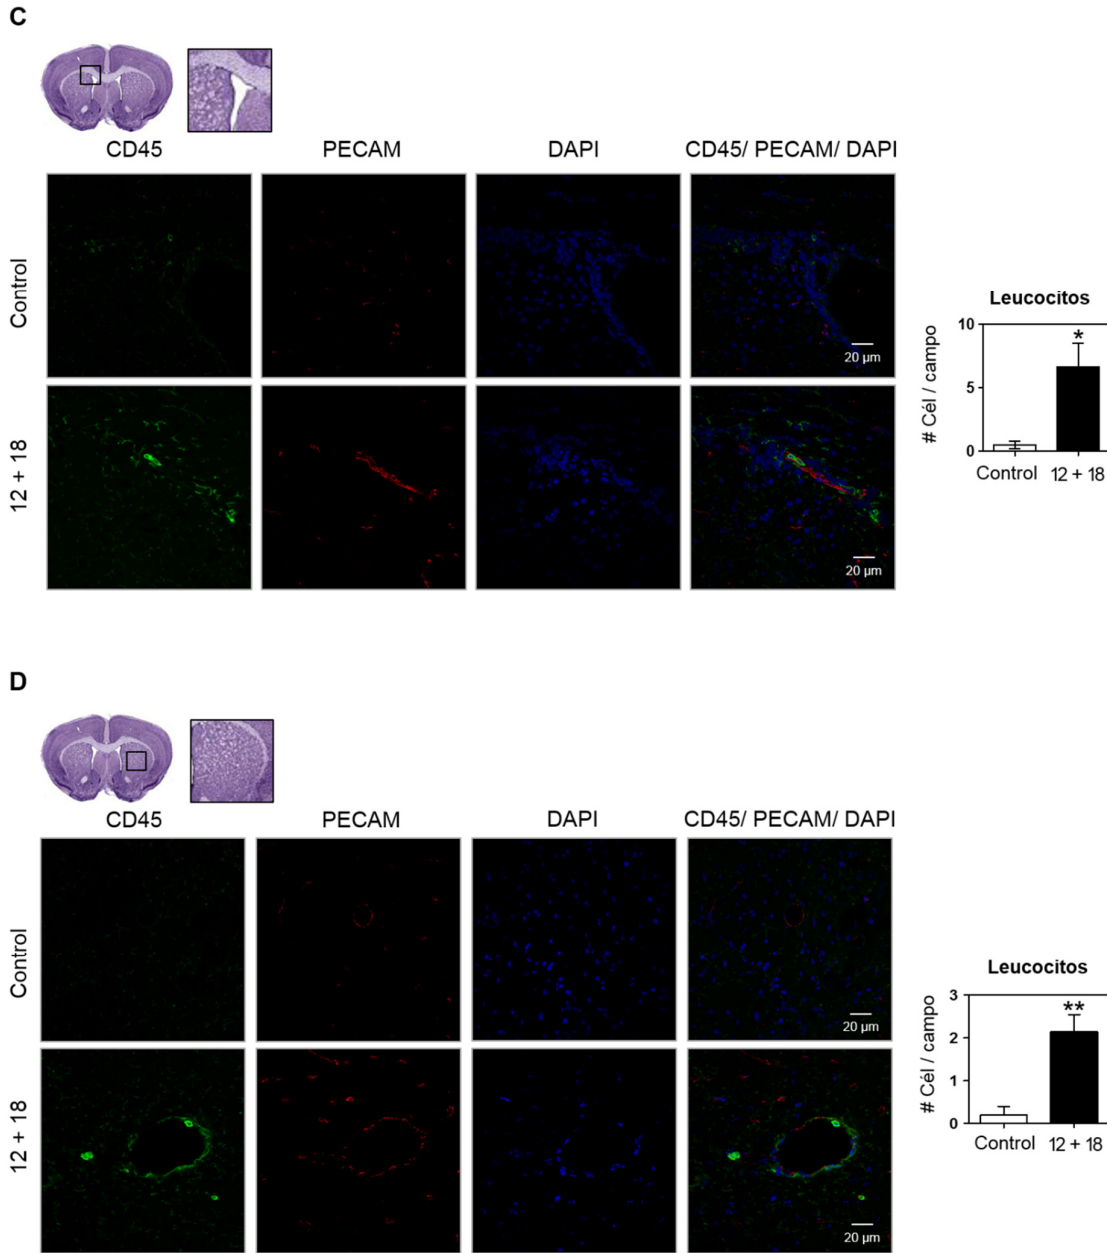 C
CD45 PECAM DAPI CD45/ PECAM/ DAPI
Control
20 µm
12 + 18
20 µm
Leucocitos
# Cél / campo
10
5
0
*
Control 12 + 18
D
CD45 PECAM DAPI CD45/ PECAM/ DAPI
Control
20 µm
12 + 18
20 µm
Leucocitos
# Cél / campo
3
2
1
0
**
Control 12 + 18